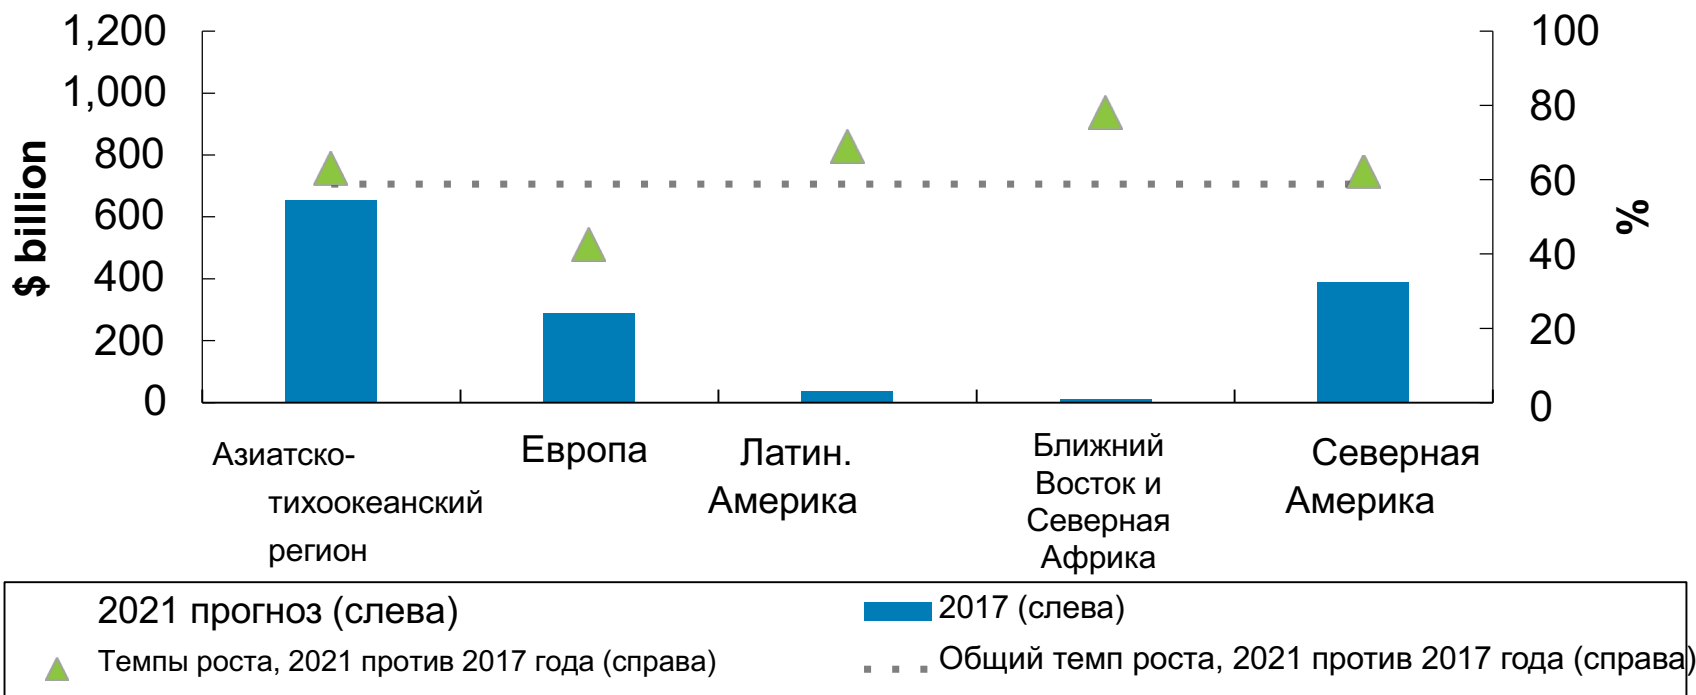 1,200
1,000
800
600
400
200
0
$ billion
100
80
60
40
20
0
%
Азиатско-
тихоокеанский
регион
Европа
Латин.
Америка
Ближний
Восток и
Северная
Африка
Северная
Америка
2021 прогноз (слева)
2017 (слева)
Темпы роста, 2021 против 2017 года (справа)
Общий темп роста, 2021 против 2017 года (справа)